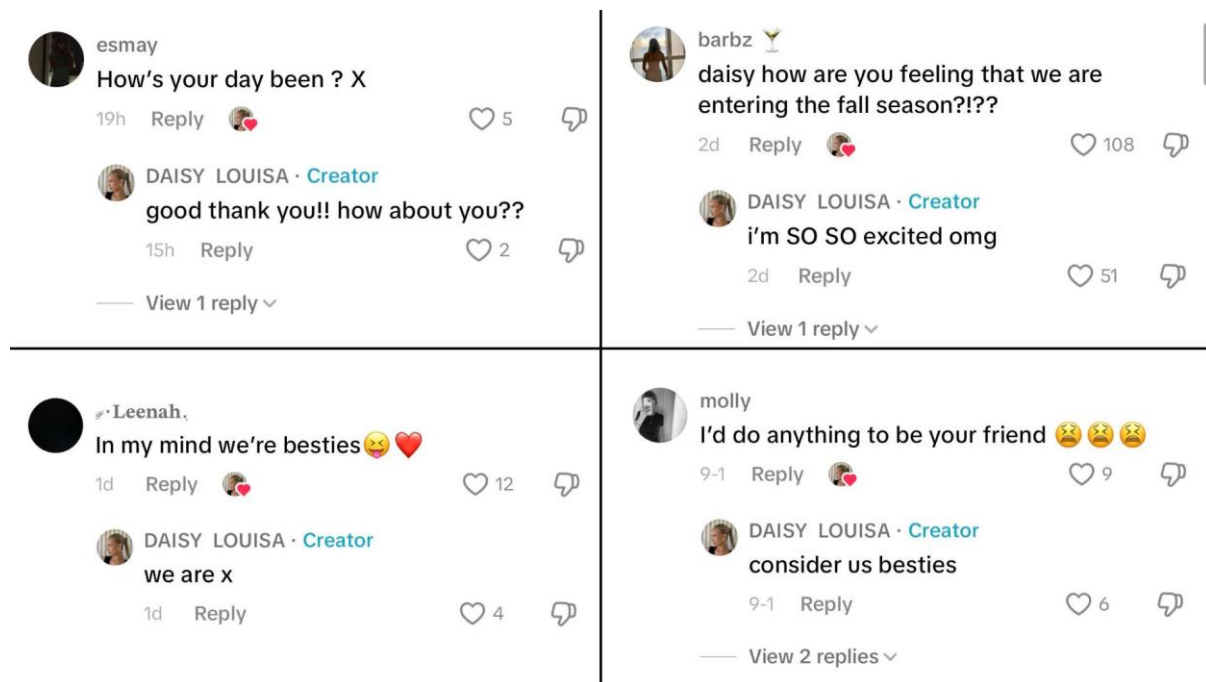 esmay
How's your day been ? X
19h Reply 5
DAISY LOUISA · Creator
good thank you!! how about you??
15h Reply 2
View 1 reply
barbz 🍸
daisy how are you feeling that we are
entering the fall season?!??
2d Reply 108
DAISY LOUISA · Creator
i'm SO SO excited omg
2d Reply 51
View 1 reply
·Leenah.
In my mind we're besties😝❤️
1d Reply 12
DAISY LOUISA · Creator
we are x
1d Reply 4
molly
I'd do anything to be your friend 😫😫😫
9-1 Reply 9
DAISY LOUISA · Creator
consider us besties
9-1 Reply 6
View 2 replies